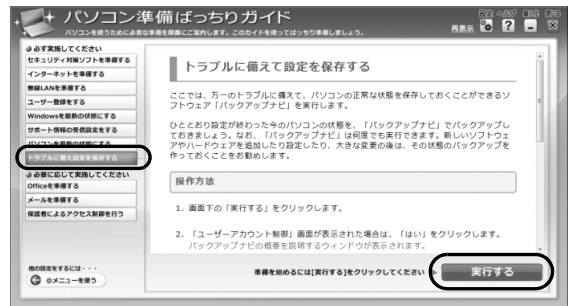 パソコン準備ばっちりガイド
パソコンを使うために必要な準備を順番にご案内します。このガイドを使ってばっちり準備しましょう。
設定 ヘルプ 最小化 閉じる
再表示
必ず実施してください
セキュリティ対策ソフトを準備する
インターネットを準備する
無線LANを準備する
ユーザー登録をする
Windowsを最新の状態にする
サポート情報の受信設定をする
パソコンを最新の状態にする
トラブルに備え設定を保存する
必要に応じて実施してください
Officeを準備する
メールを準備する
保護者によるアクセス制御を行う
他の設定をするには・・・
@メニューを使う
トラブルに備えて設定を保存する
ここでは、万一のトラブルに備えて、パソコンの正常な状態を保存しておくことができるソ
フトウェア「バックアップナビ」を実行します。
ひととおり設定が終わった今のパソコンの状態を、「バックアップナビ」でバックアップし
ておきましょう。なお、「バックアップナビ」は何度でも実行できます。新しいソフトウェ
アやハードウェアを追加したり設定したり、大きな変更の後は、その状態のバックアップを
作っておくことをお勧めします。
操作方法
1. 画面下の「実行する」をクリックします。
2. 「ユーザーアカウント制御」画面が表示された場合は、「はい」をクリックします。
バックアップナビの概要を説明するウィンドウが表示されます。
準備を始めるには[実行する]をクリックしてください
実行する